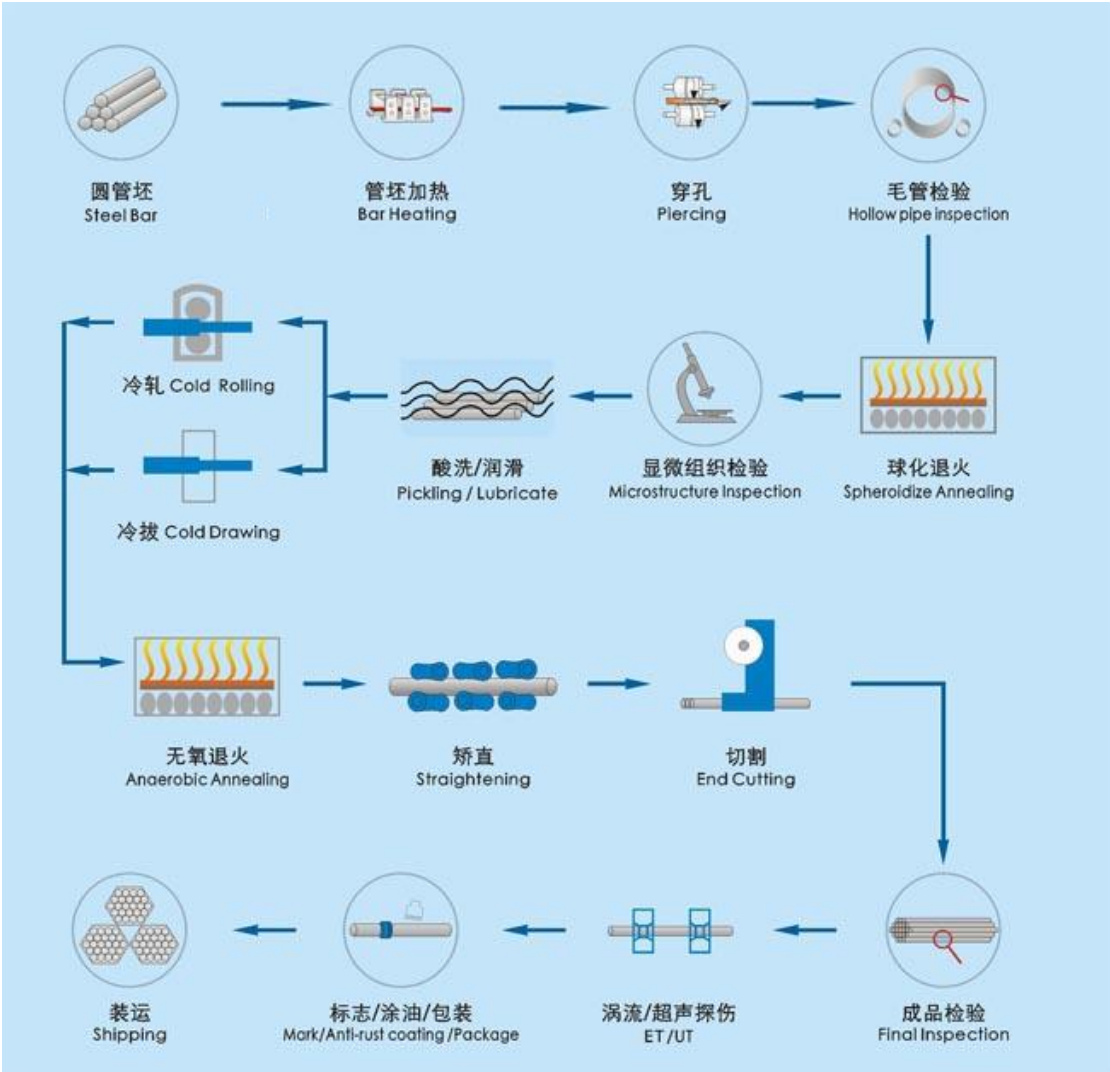 圆管坯
Steel Bar
管坯加热
Bar Heating
穿孔
Piercing
毛管检验
Hollow pipe inspection
球化退火
Spheroidize Annealing
显微组织检验
Microstructure Inspection
酸洗/润滑
Pickling / Lubricate
冷轧 Cold Rolling
冷拔 Cold Drawing
无氧退火
Anaerobic Annealing
矫直
Straightening
切割
End Cutting
成品检验
Final Inspection
涡流/超声探伤
ET /UT
标志/涂油/包装
Mark/Anti-rust coating /Package
装运
Shipping